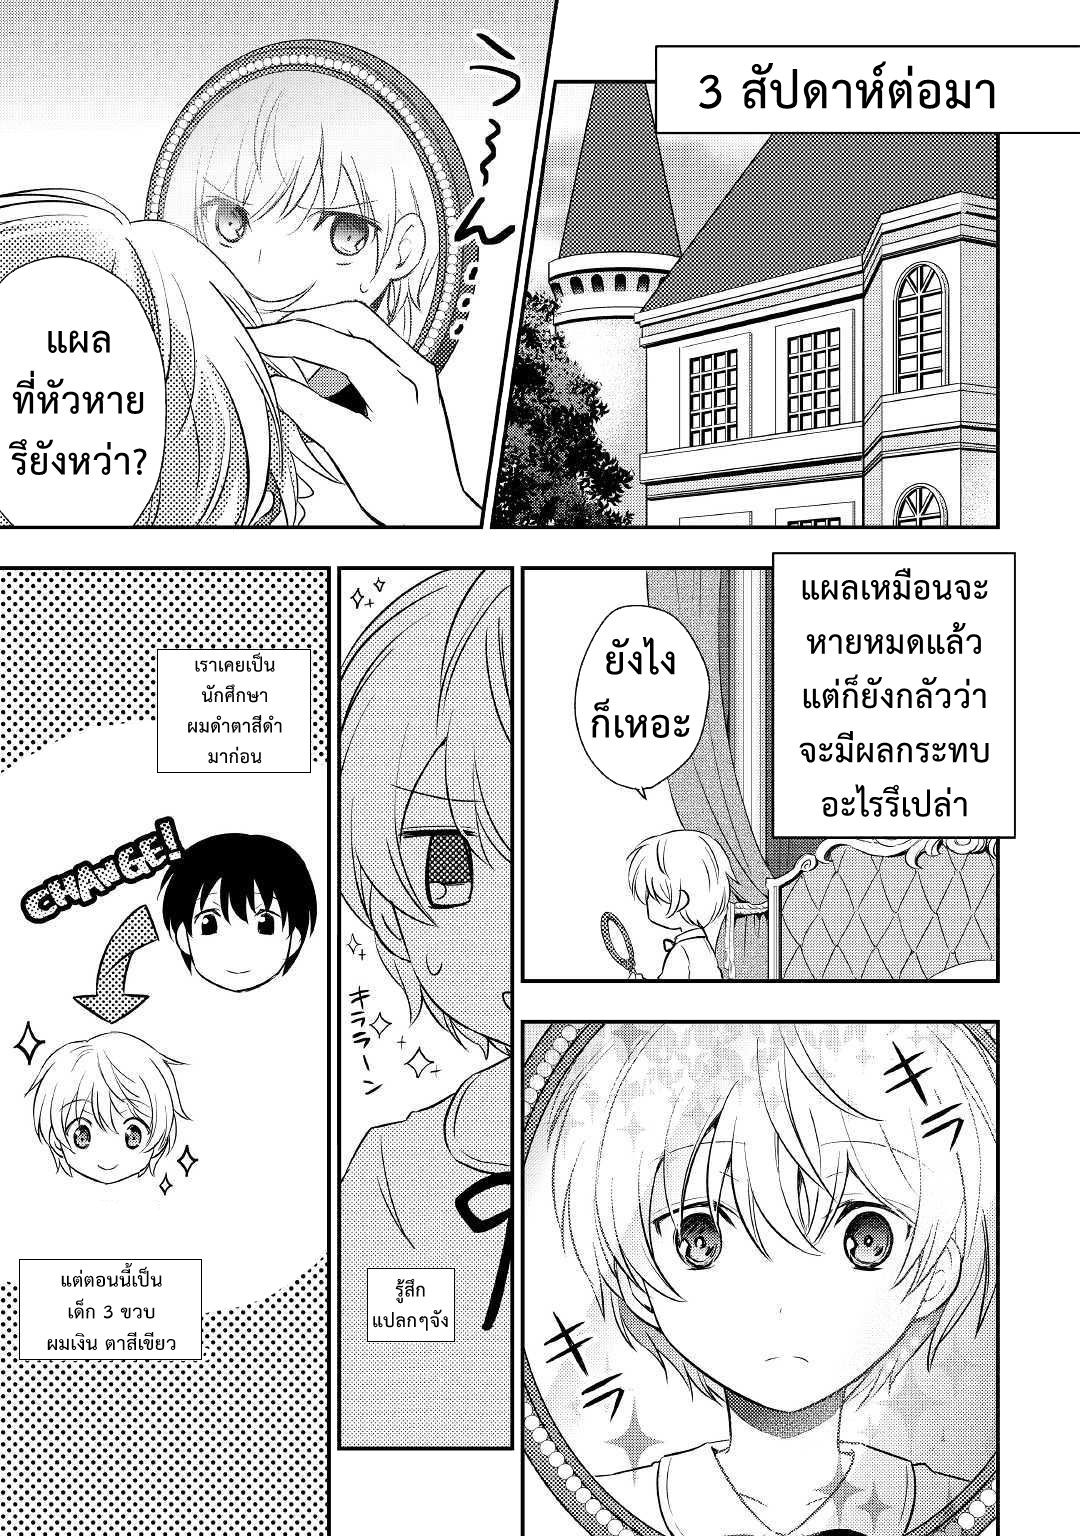 3 สัปดาห์ต่อมา
う〜ん…
แผล
ที่หัวหาย
รึยังหว่า?
แผลเหมือนจะ
หายหมดแล้ว
แต่ก็ยังกลัวว่า
จะมีผลกระทบ
อะไรรึเปล่า
ยังไง
ก็เหอะ
キラ
キラ
キラーン
รู้สึก
แปลกๆจัง
เราเคยเป็น
นักศึกษา
ผมดำตาสีดำ
มาก่อน
CHANGE!
แต่ตอนนี้เป็น
เด็ก 3 ขวบ
ผมเงิน ตาสีเขียว